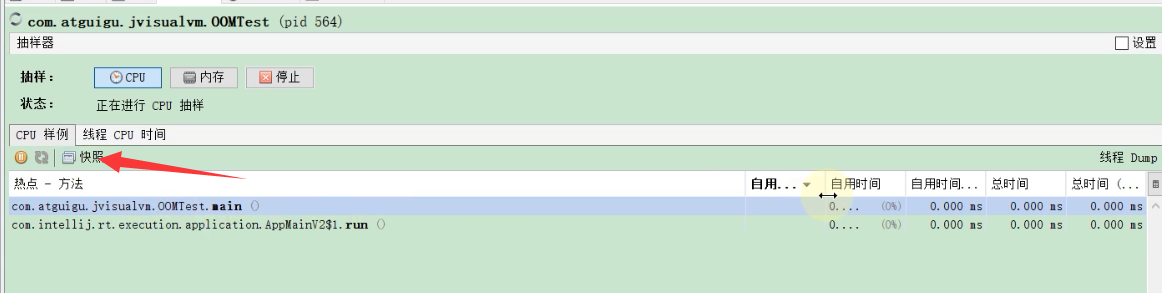 com.atguigu.jvisualvm.OOMTest (pid 564)
抽样器 设置
抽样： CPU 内存 停止
状态： 正在进行 CPU 抽样
CPU 样例 线程 CPU 时间
快照 线程 Dump
热点 - 方法 自用... 自用时间 自用时间... 总时间 总时间 (...
com.atguigu.jvisualvm.OOMTest.main () 0.... (0%) 0.000 ms 0.000 ms 0.000 ms
com.intellij.rt.execution.application.AppMainV2$1.run () 0.... (0%) 0.000 ms 0.000 ms 0.000 ms